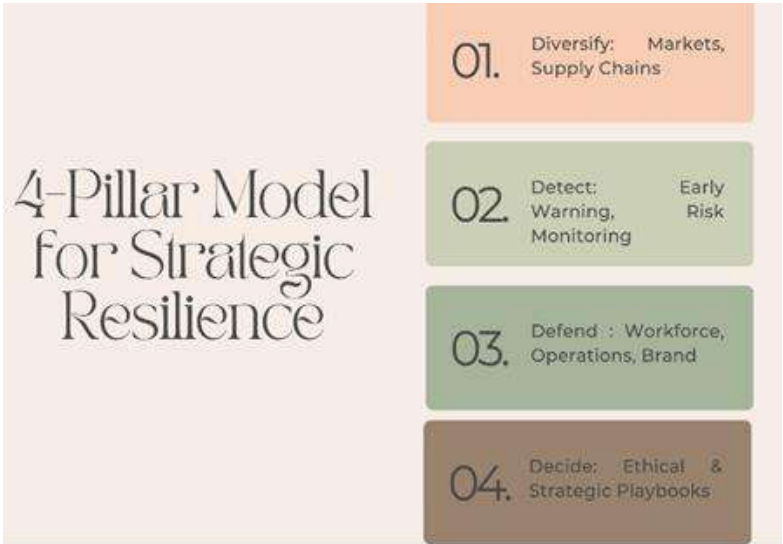 4-Pillar Model
for Strategic
Resilience
01.
Diversify: Markets,
Supply Chains
02.
Detect: Early
Warning, Risk
Monitoring
03.
Defend : Workforce,
Operations, Brand
04.
Decide: Ethical &
Strategic Playbooks